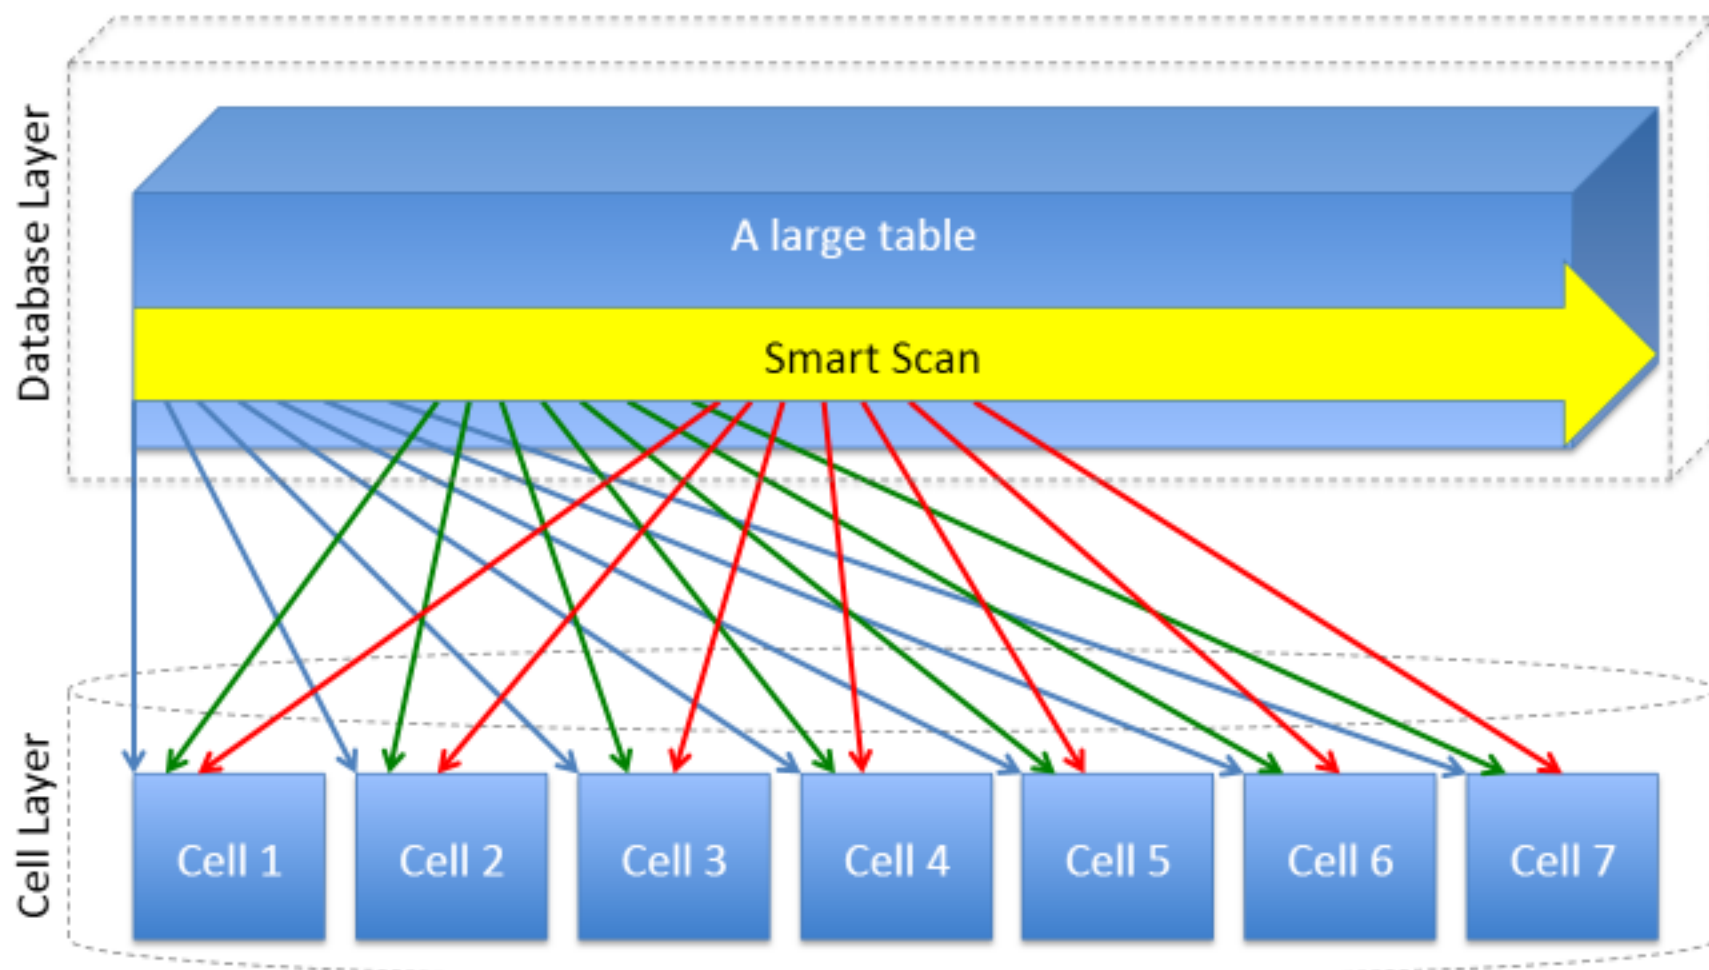 Database Layer
A large table
Smart Scan
Cell Layer
Cell 1
Cell 2
Cell 3
Cell 4
Cell 5
Cell 6
Cell 7